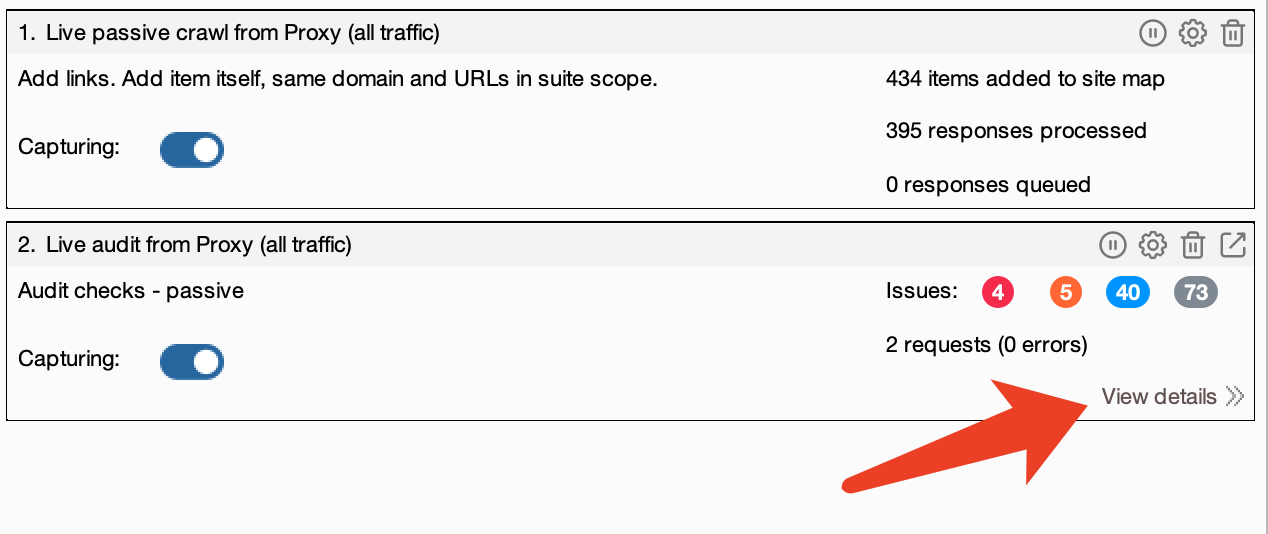 1. Live passive crawl from Proxy (all traffic)
Add links. Add item itself, same domain and URLs in suite scope.
434 items added to site map
395 responses processed
Capturing:
0 responses queued
2. Live audit from Proxy (all traffic)
Audit checks - passive
Issues: 4 5 40 73
2 requests (0 errors)
Capturing:
View details